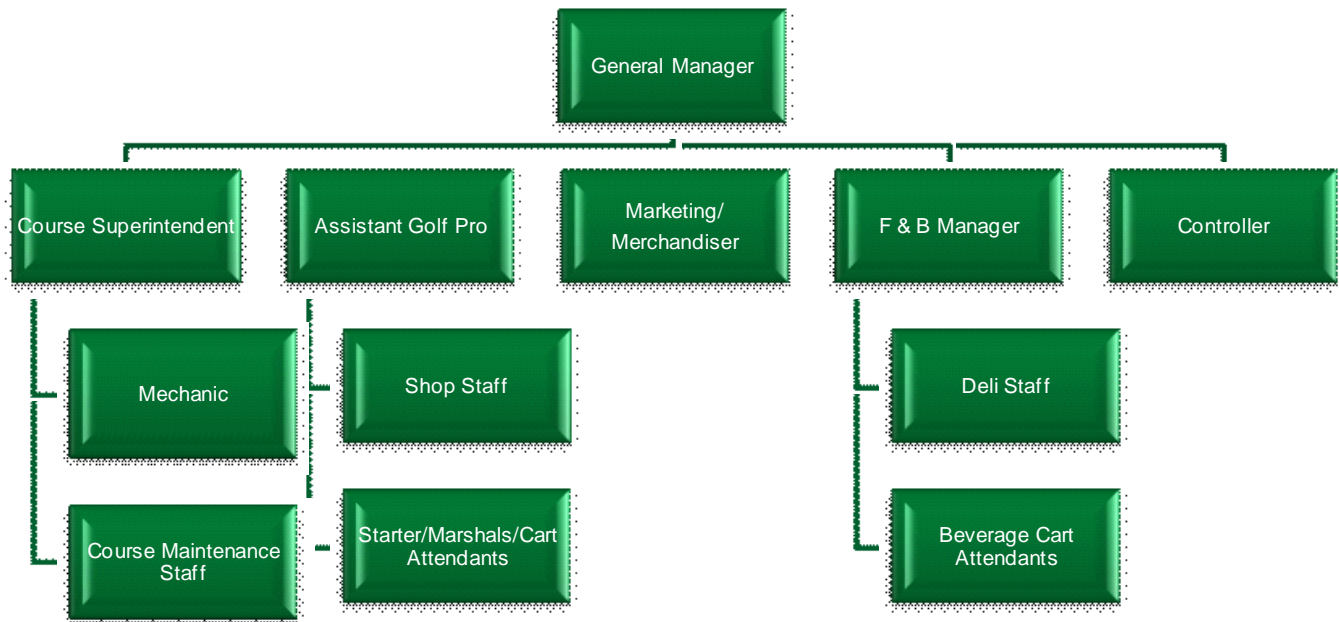 General Manager
Course Superintendent
Assistant Golf Pro
Marketing/
Merchandiser
F & B Manager
Controller
Mechanic
Shop Staff
Deli Staff
Course Maintenance
Staff
Starter/Marshals/Cart
Attendants
Beverage Cart
Attendants